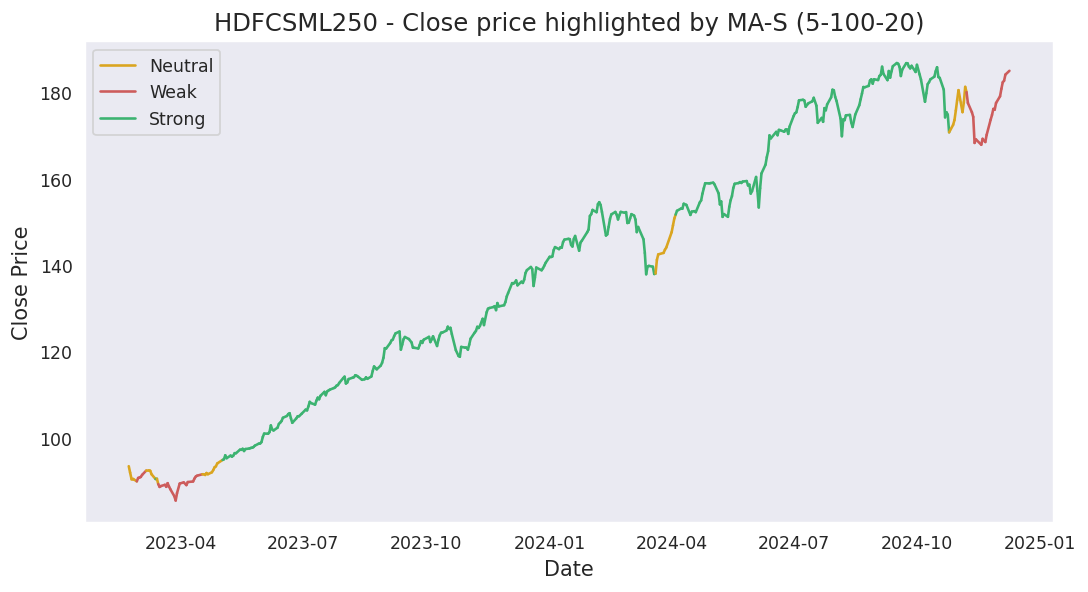 HDFCSML250 - Close price highlighted by MA-S (5-100-20)
Neutral
Weak
Strong
180
160
140
120
100
Close Price
2023-04 2023-07 2023-10 2024-01 2024-04 2024-07 2024-10 2025-01
Date